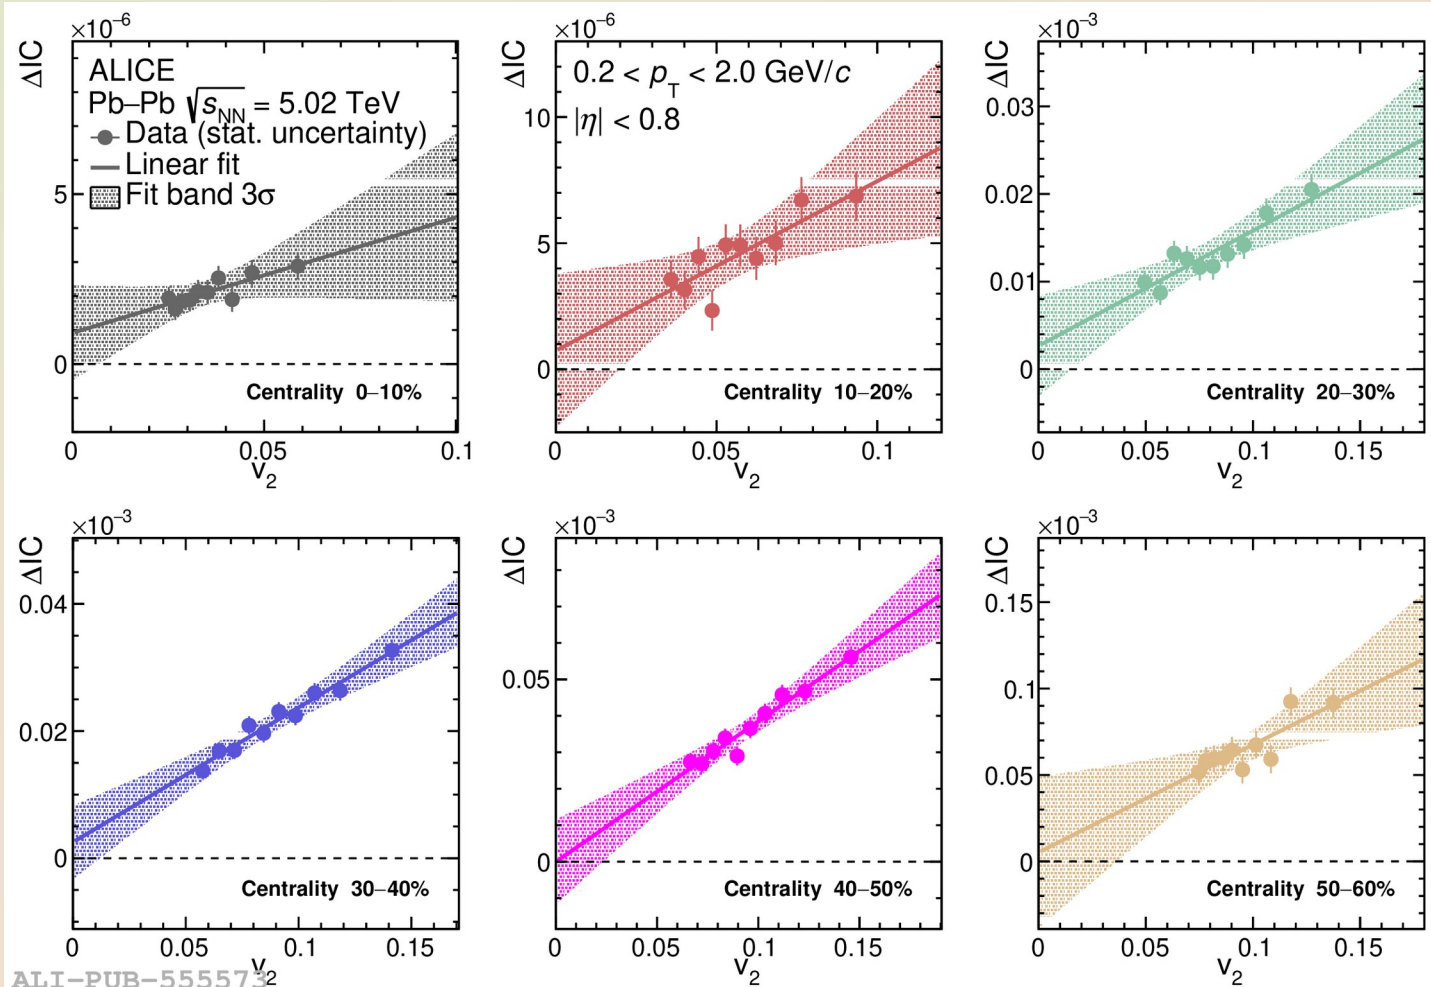 ×10⁻⁶
ΔIC
ALICE
Pb–Pb √sNN = 5.02 TeV
Data (stat. uncertainty)
Linear fit
Fit band 3σ
5
0
Centrality 0–10%
0 0.05 0.1
v₂
×10⁻⁶
ΔIC
0.2 < pT < 2.0 GeV/c
|η| < 0.8
10
5
0
Centrality 10–20%
0 0.05 0.1
v₂
×10⁻³
ΔIC
0.03
0.02
0.01
0
Centrality 20–30%
0 0.05 0.1 0.15
v₂
×10⁻³
ΔIC
0.04
0.02
0
Centrality 30–40%
0 0.05 0.1 0.15
v₂
×10⁻³
ΔIC
0.05
0
Centrality 40–50%
0 0.05 0.1 0.15
v₂
×10⁻³
ΔIC
0.15
0.1
0.05
0
Centrality 50–60%
0 0.05 0.1 0.15
v₂
ALI-PUB-555573